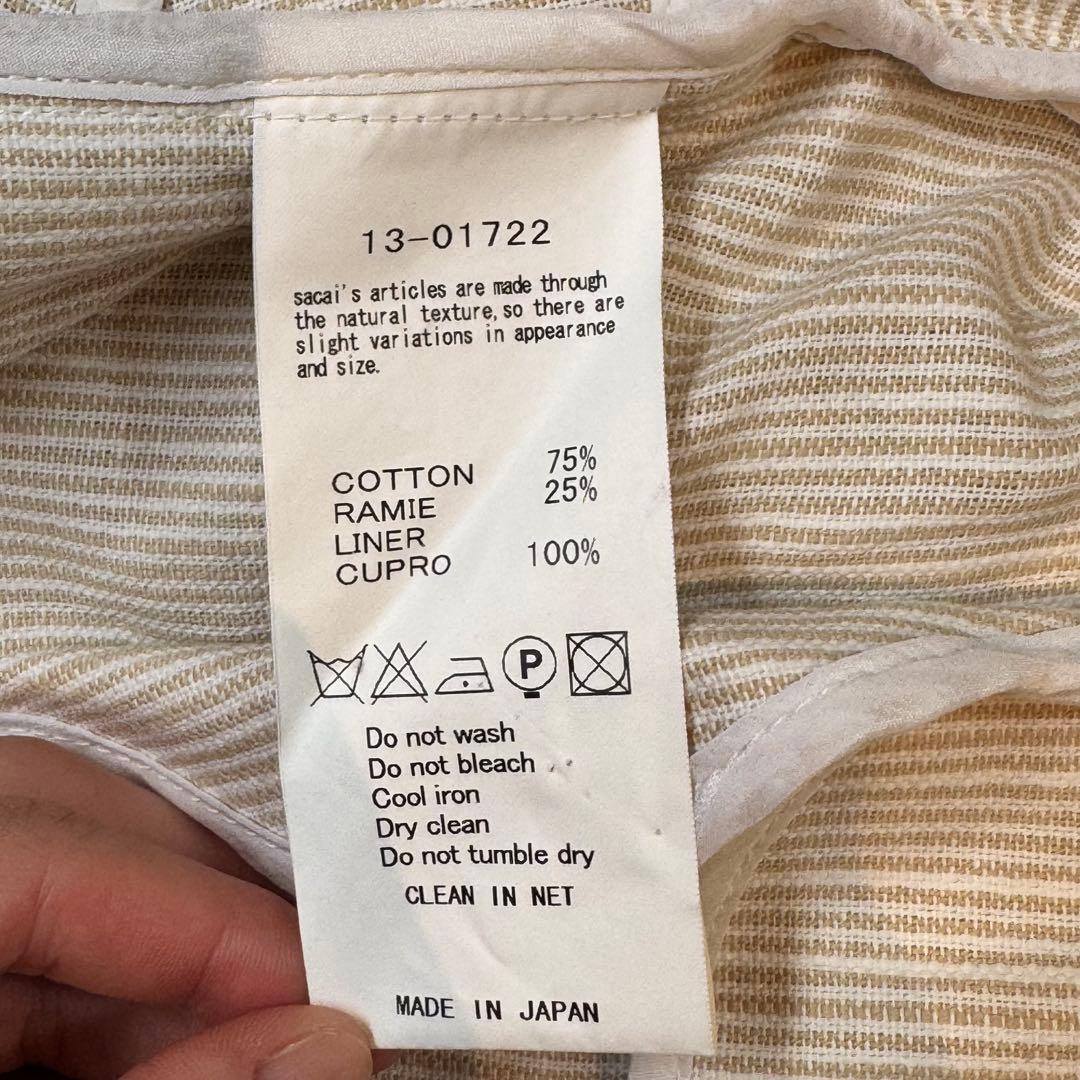 13-01722
sacai's articles are made through
the natural texture, so there are
slight variations in appearance
and size.
COTTON 75%
RAMIE 25%
LINER
CUPRO 100%
P
Do not wash
Do not bleach
Cool iron
Dry clean
Do not tumble dry
CLEAN IN NET
MADE IN JAPAN